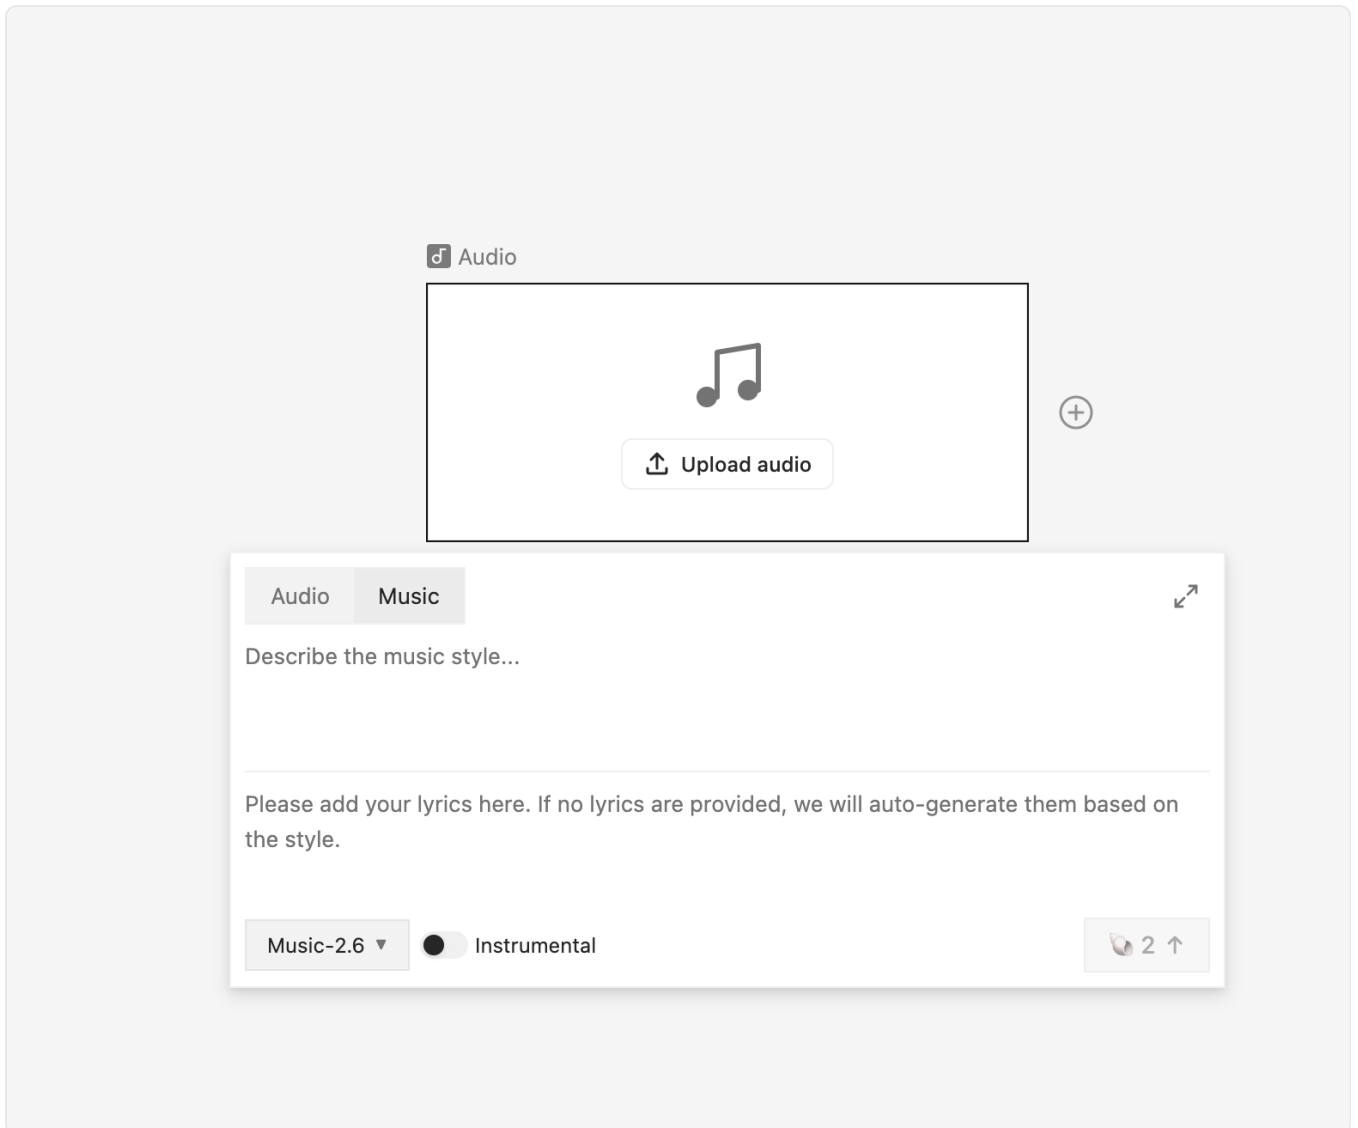 Audio
Upload audio
Audio
Music
Describe the music style...
Please add your lyrics here. If no lyrics are provided, we will auto-generate them based on
the style.
Music-2.6
Instrumental
2